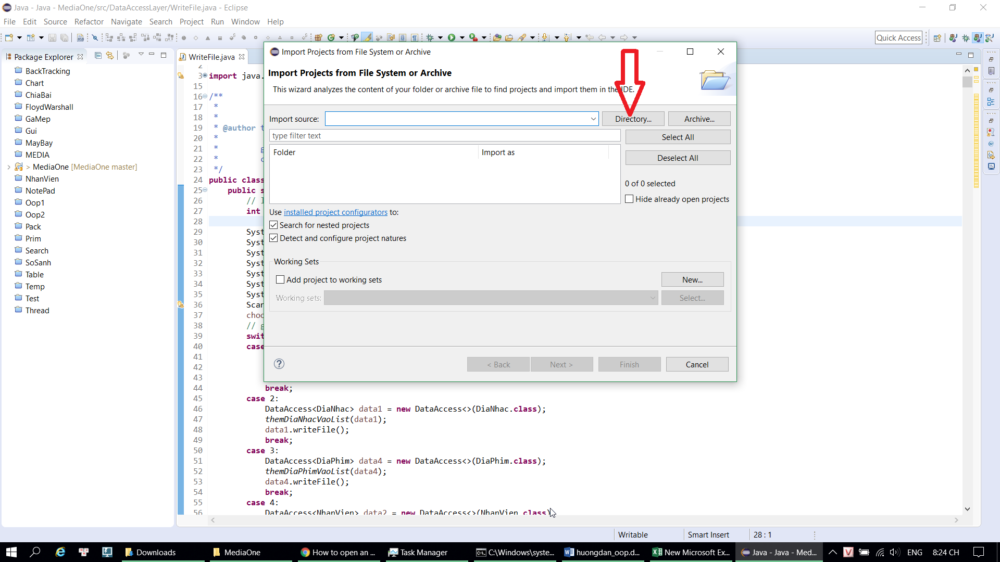 Java - Java - MediaOne/src/DataAccessLayer/WriteFile.java - Eclipse
File Edit Source Refactor Navigate Search Project Run Window Help
Quick Access
Package Explorer
BackTracking
Chart
ChiaBai
FloydWarshall
GaMep
Gui
MayBay
MEDIA
> MediaOne [MediaOne master]
NhanVien
NotePad
Oop1
Oop2
Pack
Prim
Search
SoSanh
Table
Temp
Test
Thread
WriteFile.java
2
3 import java.
15
16 /**
17 *
18 *
19 * @author t
20 *
21 * g
22 * c
23 */
24 public class
25 public s
26 //
27 int
28
29 Syst
30 Syst
31 Syst
32 Syst
33 Syst
34 Syst
35 Syst
36 Scan
37 choo
38 // g
39 swit
40 case
41
42
43
44 break;
45 case 2:
46 DataAccess<DiaNhac> data1 = new DataAccess<>(DiaNhac.class);
47 themDiaNhacVaoList(data1);
48 data1.writeFile();
49 break;
50 case 3:
51 DataAccess<DiaPhim> data4 = new DataAccess<>(DiaPhim.class);
52 themDiaPhimVaoList(data4);
53 data4.writeFile();
54 break;
55 case 4:
56 DataAccess<NhanVien> data2 = new DataAccess<>(NhanVien.class)
Import Projects from File System or Archive
Import Projects from File System or Archive
This wizard analyzes the content of your folder or archive file to find projects and import them in the IDE.
Import source: Directory... Archive...
type filter text
Select All
Folder Import as
Deselect All
0 of 0 selected
Hide already open projects
Use installed project configurators to:
Search for nested projects
Detect and configure project natures
Working Sets
Add project to working sets New...
Working sets: Select...
< Back Next > Finish Cancel
Writable Smart Insert 28 : 1
Downloads MediaOne How to open an ... Task Manager C:\Windows\syste... huongdan_oop.d... New Microsoft Ex... Java - Java - Med... ENG 8:24 CH